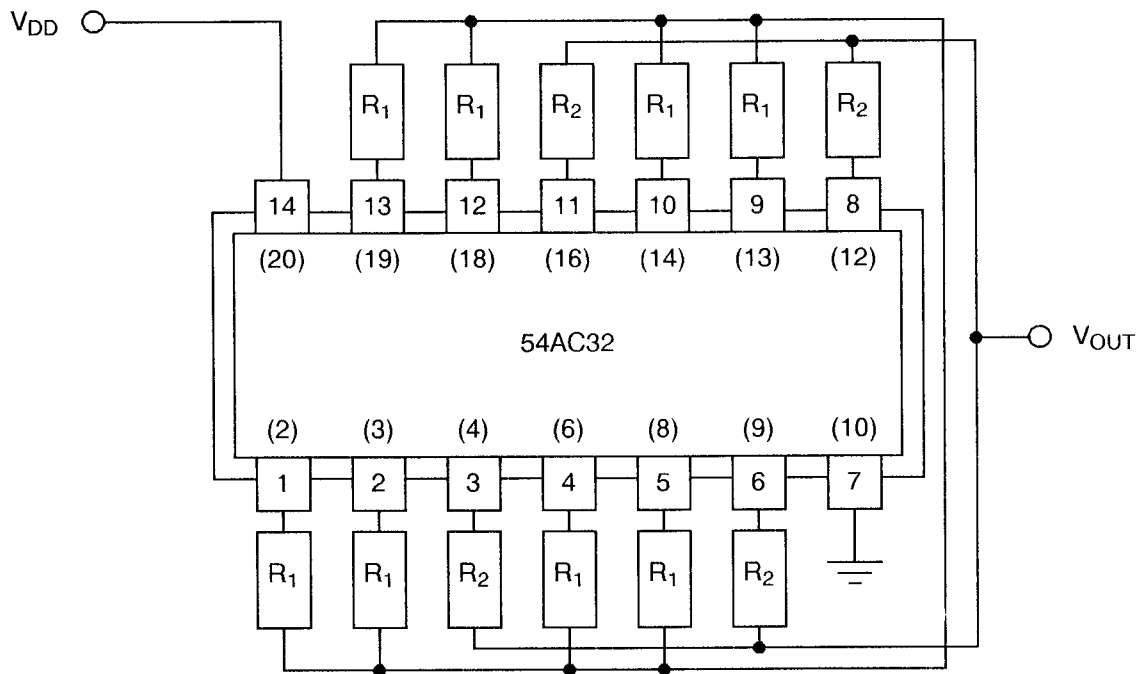 V_DD
R₁ R₁ R₂ R₁ R₁ R₂
14 13 12 11 10 9 8
(20) (19) (18) (16) (14) (13) (12)
54AC32
V_OUT
(2) (3) (4) (6) (8) (9) (10)
1 2 3 4 5 6 7
R₁ R₁ R₂ R₁ R₁ R₂